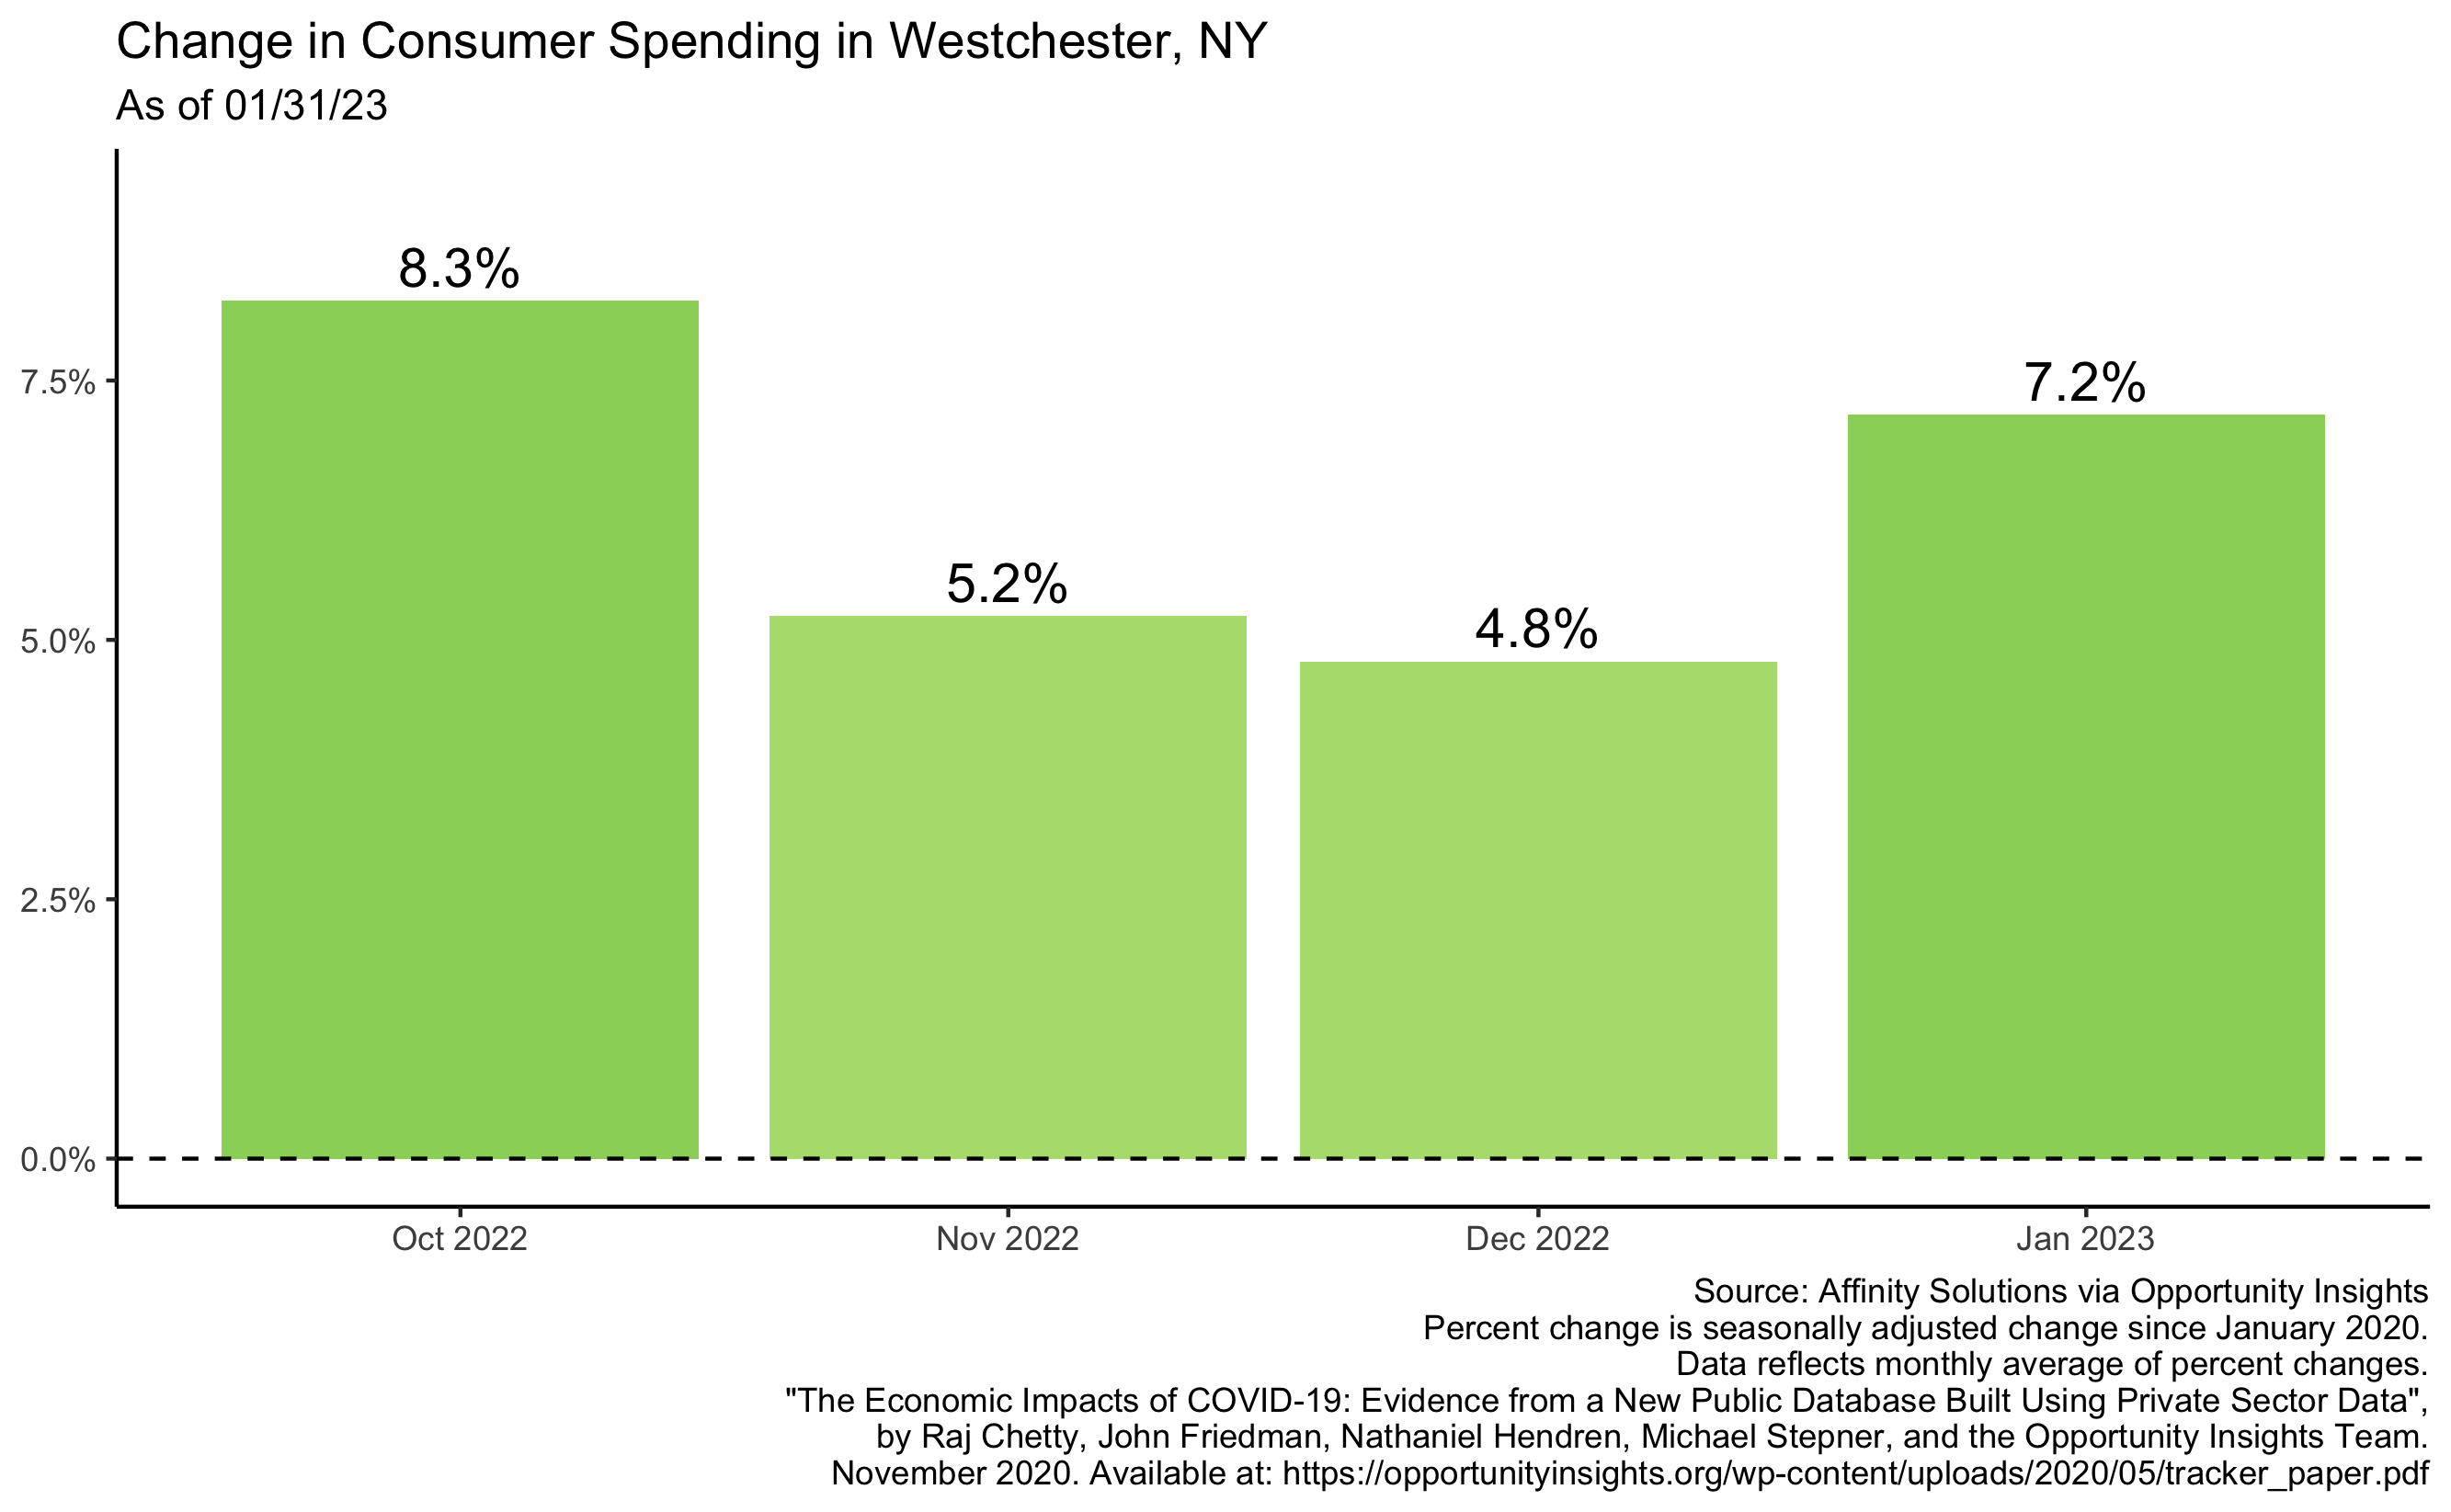 Change in Consumer Spending in Westchester, NY
As of 01/31/23
8.3%
7.2%
5.2%
4.8%
7.5%
5.0%
2.5%
0.0%
Oct 2022
Nov 2022
Dec 2022
Jan 2023
Source: Affinity Solutions via Opportunity Insights
Percent change is seasonally adjusted change since January 2020.
Data reflects monthly average of percent changes.
"The Economic Impacts of COVID-19: Evidence from a New Public Database Built Using Private Sector Data",
by Raj Chetty, John Friedman, Nathaniel Hendren, Michael Stepner, and the Opportunity Insights Team.
November 2020. Available at: https://opportunityinsights.org/wp-content/uploads/2020/05/tracker_paper.pdf